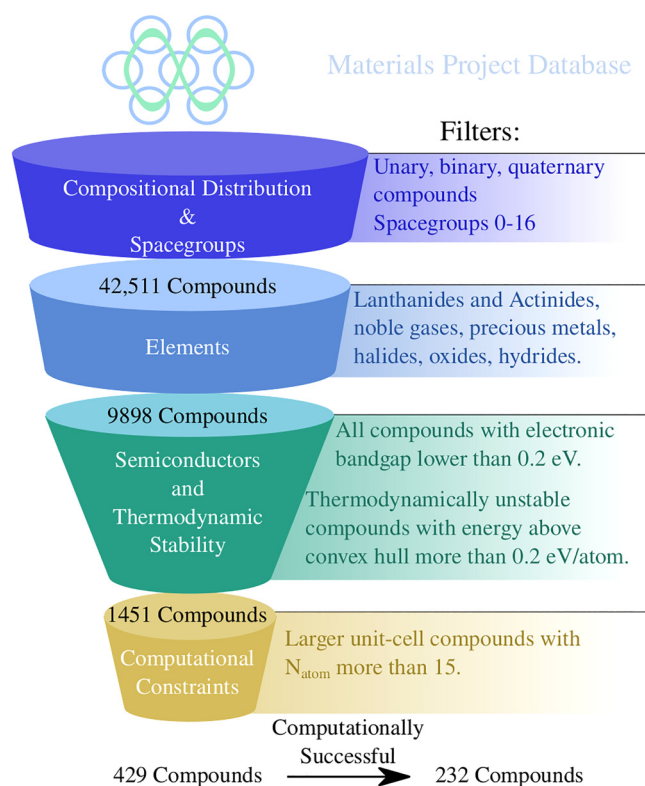 Materials Project Database
Filters:
Compositional Distribution
&
Spacegroups
Unary, binary, quaternary
compounds
Spacegroups 0-16
42,511 Compounds
Elements
Lanthanides and Actinides,
noble gases, precious metals,
halides, oxides, hydrides.
9898 Compounds
Semiconductors
and
Thermodynamic
Stability
All compounds with electronic
bandgap lower than 0.2 eV.
Thermodynamically unstable
compounds with energy above
convex hull more than 0.2 eV/atom.
1451 Compounds
Computational
Constraints
Larger unit-cell compounds with
Natom more than 15.
Computationally
Successful
429 Compounds 232 Compounds